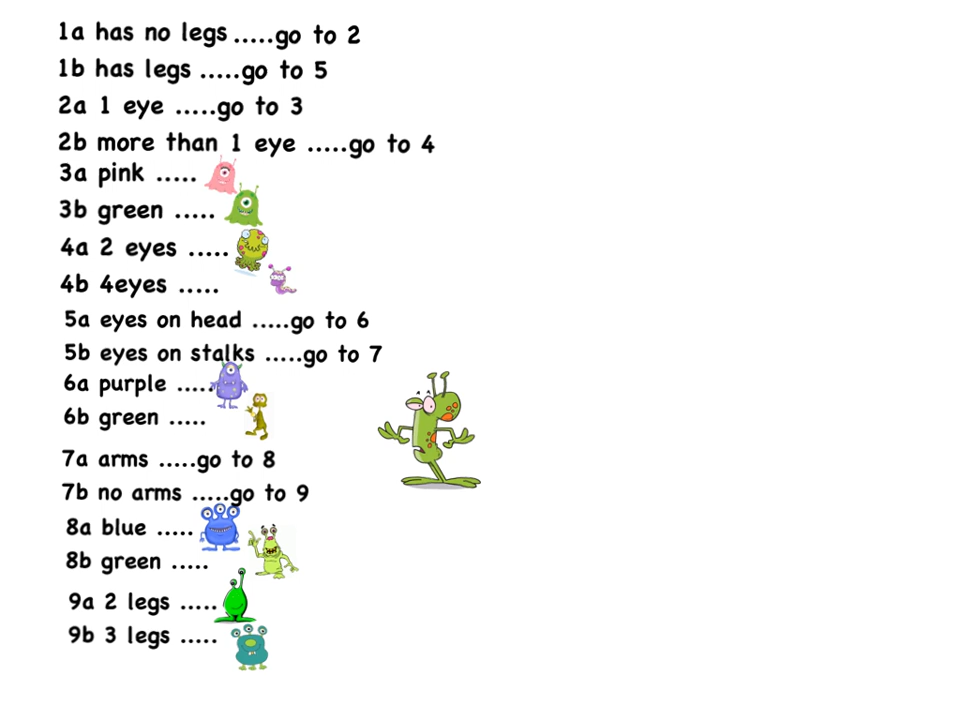 1a has no legs .....go to 2
1b has legs .....go to 5
2a 1 eye .....go to 3
2b more than 1 eye .....go to 4
3a pink .....
3b green .....
4a 2 eyes .....
4b 4eyes .....
5a eyes on head .....go to 6
5b eyes on stalks .....go to 7
6a purple .....
6b green .....
7a arms .....go to 8
7b no arms .....go to 9
8a blue .....
8b green .....
9a 2 legs .....
9b 3 legs .....